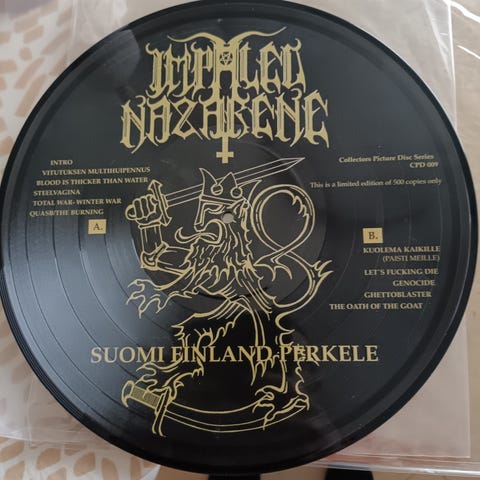 IMPALED
NAZARENE
INTRO
VITUTUKSEN MULTIHUIPENNUS
BLOOD IS THICKER THAN WATER
STEELVAGINA
TOTAL WAR- WINTER WAR
QUASB/THE BURNING
A.
Collectors Picture Disc Series
CPD 009
This is a limited edition of 500 copies only
B.
KUOLEMA KAIKILLE
(PAISTI MEILLE)
LET'S FUCKING DIE
GENOCIDE
GHETTOBLASTER
THE OATH OF THE GOAT
SUOMI FINLAND PERKELE